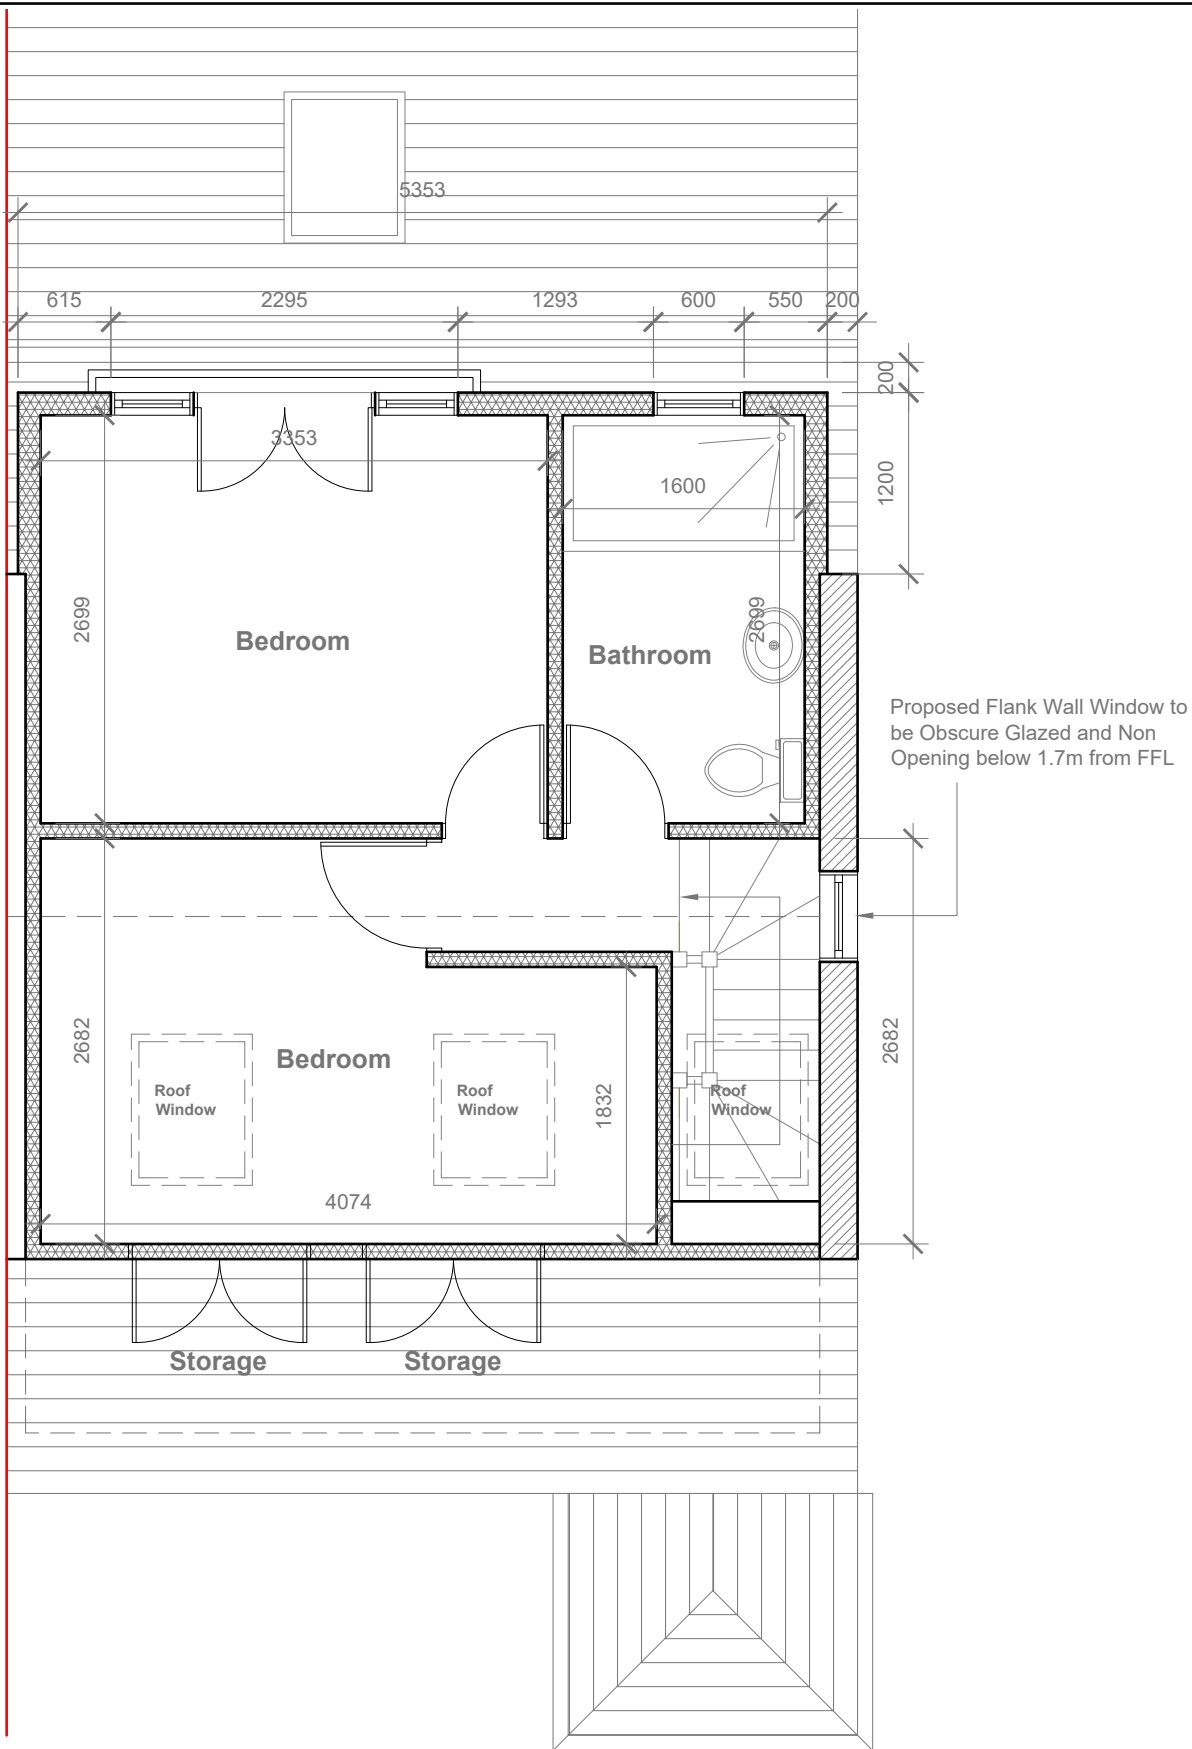 5353
615
2295
1293
600
550
200
200
3353
1600
1200
2699
2699
Bedroom
Bathroom
Proposed Flank Wall Window to
be Obscure Glazed and Non
Opening below 1.7m from FFL
2682
Bedroom
2682
Roof
Window
Roof
Window
Roof
Window
1832
4074
Storage
Storage